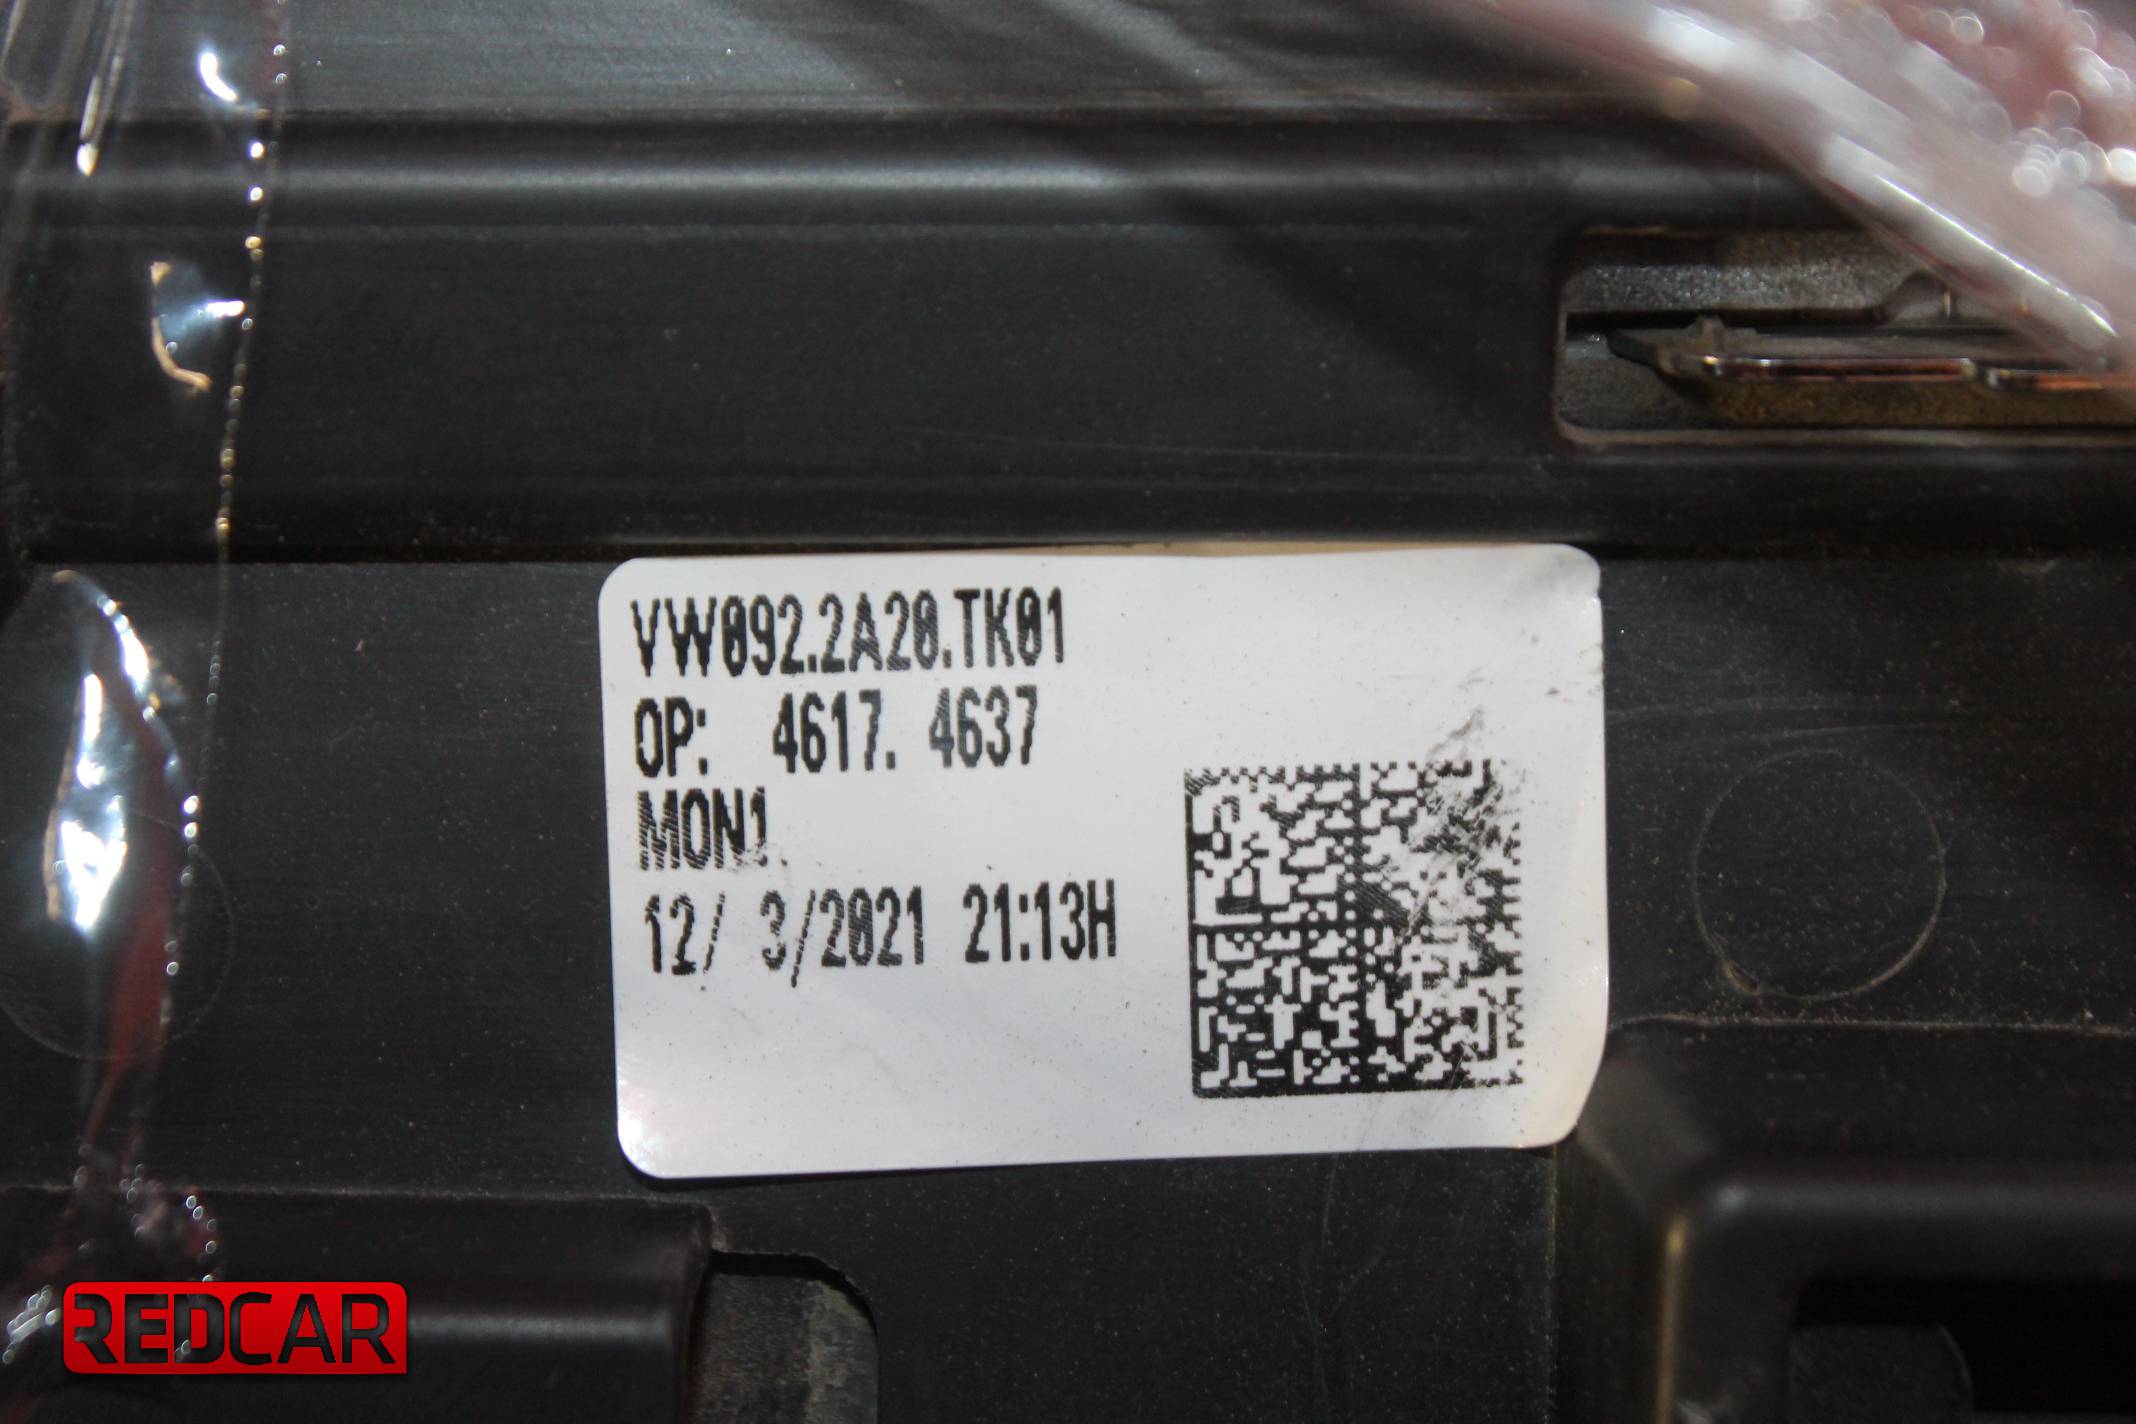 VW092.2A20.TK01
OP: 4617. 4637
MON1
12/ 3/2021 21:13H
REDCAR